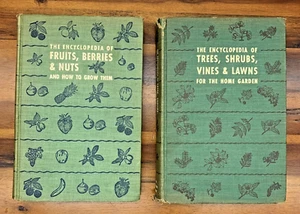 THE ENCYCLOPEDIA OF
FRUITS, BERRIES
& NUTS
AND HOW TO GROW THEM
THE ENCYCLOPEDIA OF
TREES, SHRUBS,
VINES & LAWNS
FOR THE HOME GARDEN